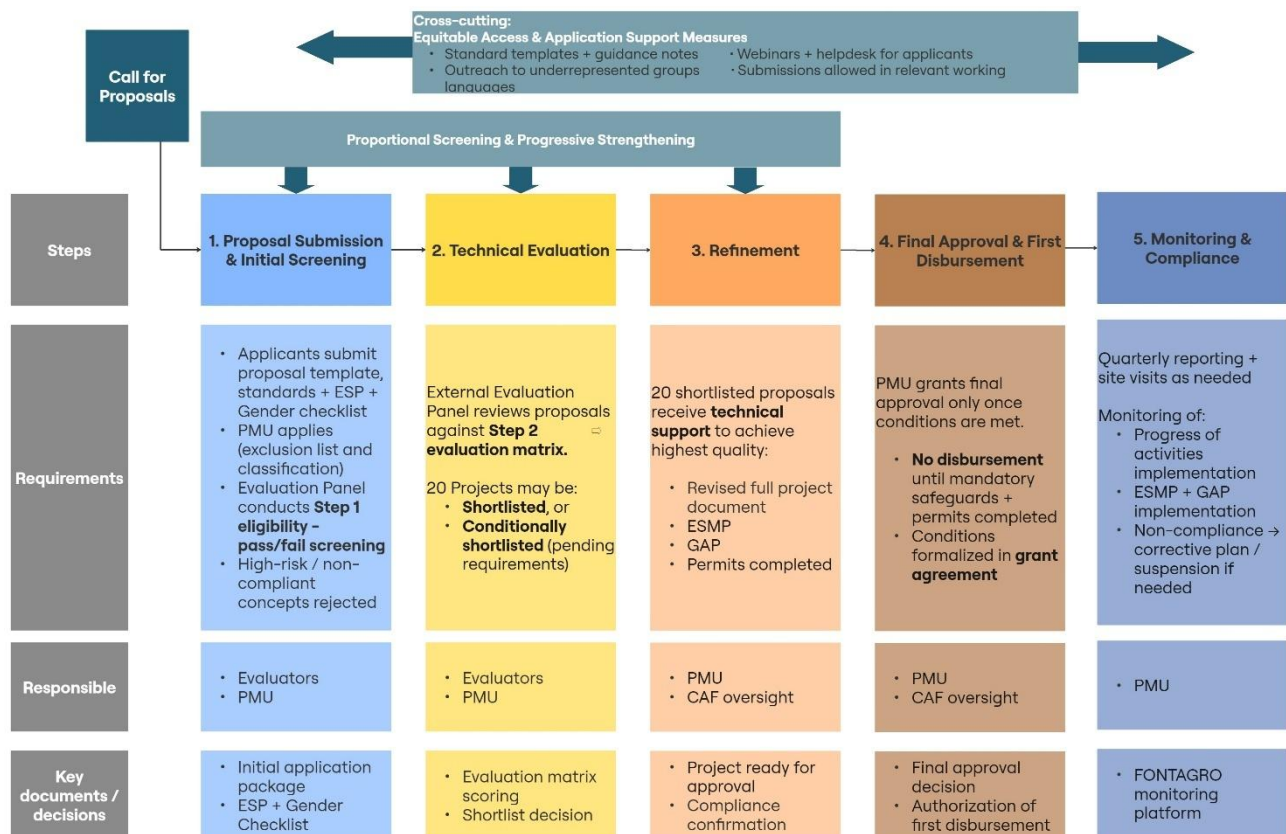 Cross-cutting:
Equitable Access & Application Support Measures
• Standard templates + guidance notes • Webinars + helpdesk for applicants
• Outreach to underrepresented groups • Submissions allowed in relevant working
languages
Call for
Proposals
Proportional Screening & Progressive Strengthening
Steps
1. Proposal Submission
& Initial Screening
2. Technical Evaluation
3. Refinement
4. Final Approval & First
Disbursement
5. Monitoring &
Compliance
Requirements
• Applicants submit
proposal template,
standards + ESP +
Gender checklist
• PMU applies
(exclusion list and
classification)
• Evaluation Panel
conducts Step 1
eligibility -
pass/fail screening
• High-risk / non-
compliant
concepts rejected
External Evaluation
Panel reviews proposals
against Step 2 ⇨
evaluation matrix.
20 Projects may be:
• Shortlisted, or
• Conditionally
shortlisted (pending
requirements)
20 shortlisted proposals
receive technical
support to achieve
highest quality:
• Revised full project
document
• ESMP
• GAP
• Permits completed
PMU grants final
approval only once
conditions are met.
• No disbursement
until mandatory
safeguards +
permits completed
• Conditions
formalized in grant
agreement
Quarterly reporting +
site visits as needed
Monitoring of:
• Progress of
activities
implementation
• ESMP + GAP
implementation
• Non-compliance →
corrective plan /
suspension if
needed
Responsible
• Evaluators
• PMU
• Evaluators
• PMU
• PMU
• CAF oversight
• PMU
• CAF oversight
• PMU
Key
documents /
decisions
• Initial application
package
• ESP + Gender
Checklist
• Evaluation matrix
scoring
• Shortlist decision
• Project ready for
approval
• Compliance
confirmation
• Final approval
decision
• Authorization of
first disbursement
• FONTAGRO
monitoring
platform